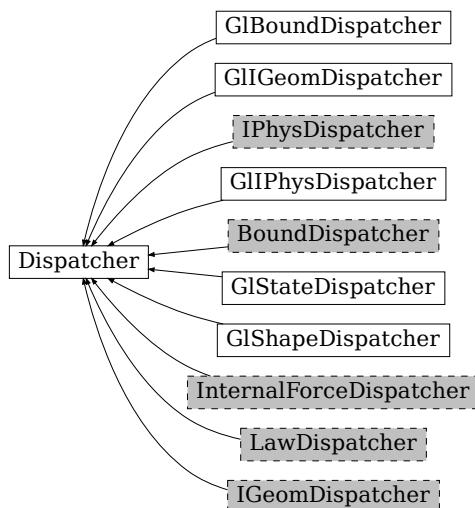 GlBoundDispatcher
GlIGeomDispatcher
IPhysDispatcher
GlIPhysDispatcher
BoundDispatcher
Dispatcher
GlStateDispatcher
GlShapeDispatcher
InternalForceDispatcher
LawDispatcher
IGeomDispatcher